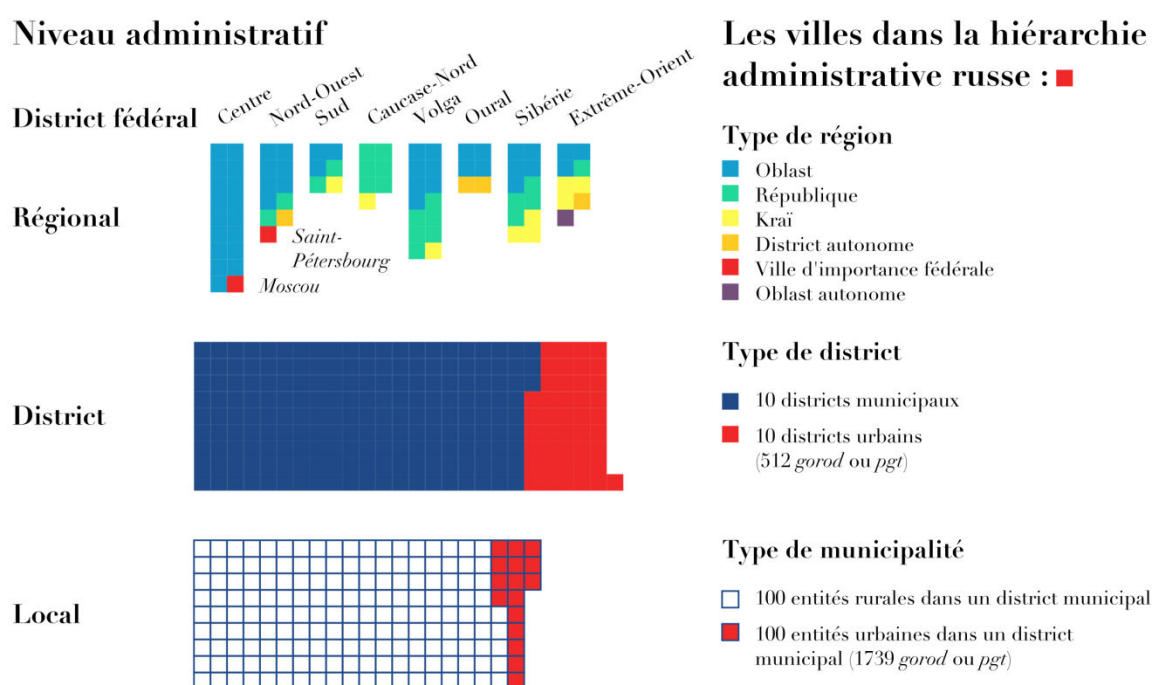 Niveau administratif
District fédéral
Centre
Nord-Ouest
Sud
Caucase-Nord
Volga
Oural
Sibérie
Extrême-Orient
Régional
Saint-
Pétersbourg
Moscou
District
Local
Les villes dans la hiérarchie
administrative russe :
Type de région
Oblast
République
Kraï
District autonome
Ville d'importance fédérale
Oblast autonome
Type de district
10 districts municipaux
10 districts urbains
(512 gorod ou pgt)
Type de municipalité
100 entités rurales dans un district municipal
100 entités urbaines dans un district
municipal (1739 gorod ou pgt)